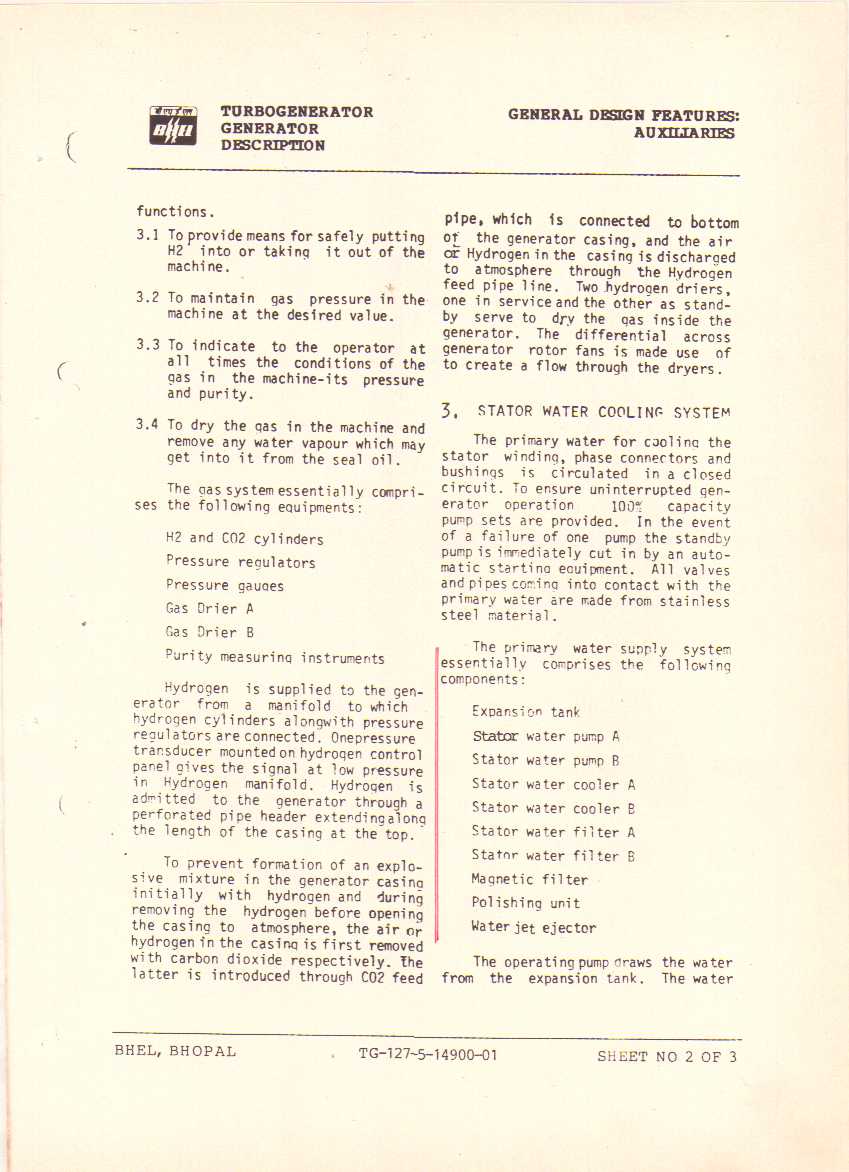 BHEL
TURBOGENERATOR
GENERATOR
DESCRIPTION
GENERAL DESIGN FEATURES:
AUXILIARIES
functions.
3.1 To provide means for safely putting
H2 into or taking it out of the
machine.
3.2 To maintain gas pressure in the
machine at the desired value.
3.3 To indicate to the operator at
all times the conditions of the
gas in the machine-its pressure
and purity.
3.4 To dry the gas in the machine and
remove any water vapour which may
get into it from the seal oil.
The gas system essentially compri-
ses the following equipments:
H2 and CO2 cylinders
Pressure regulators
Pressure gauges
Gas Drier A
Gas Drier B
Purity measuring instruments
Hydrogen is supplied to the gen-
erator from a manifold to which
hydrogen cylinders alongwith pressure
regulators are connected. Onepressure
transducer mounted on hydrogen control
panel gives the signal at low pressure
in Hydrogen manifold. Hydrogen is
admitted to the generator through a
perforated pipe header extending along
the length of the casing at the top.
To prevent formation of an explo-
sive mixture in the generator casing
initially with hydrogen and during
removing the hydrogen before opening
the casing to atmosphere, the air or
hydrogen in the casing is first removed
with carbon dioxide respectively. The
latter is introduced through CO2 feed
pipe, which is connected to bottom
of the generator casing, and the air
or Hydrogen in the casing is discharged
to atmosphere through the Hydrogen
feed pipe line. Two hydrogen driers,
one in service and the other as stand-
by serve to dry the gas inside the
generator. The differential across
generator rotor fans is made use of
to create a flow through the dryers.
3. STATOR WATER COOLING SYSTEM
The primary water for cooling the
stator winding, phase connectors and
bushings is circulated in a closed
circuit. To ensure uninterrupted gen-
erator operation 100% capacity
pump sets are provided. In the event
of a failure of one pump the standby
pump is immediately cut in by an auto-
matic starting equipment. All valves
and pipes coming into contact with the
primary water are made from stainless
steel material.
The primary water supply system
essentially comprises the following
components:
Expansion tank
Stator water pump A
Stator water pump B
Stator water cooler A
Stator water cooler B
Stator water filter A
Stator water filter B
Magnetic filter
Polishing unit
Water jet ejector
The operating pump draws the water
from the expansion tank. The water
BHEL, BHOPAL
TG-127-5-14900-01
SHEET NO 2 OF 3